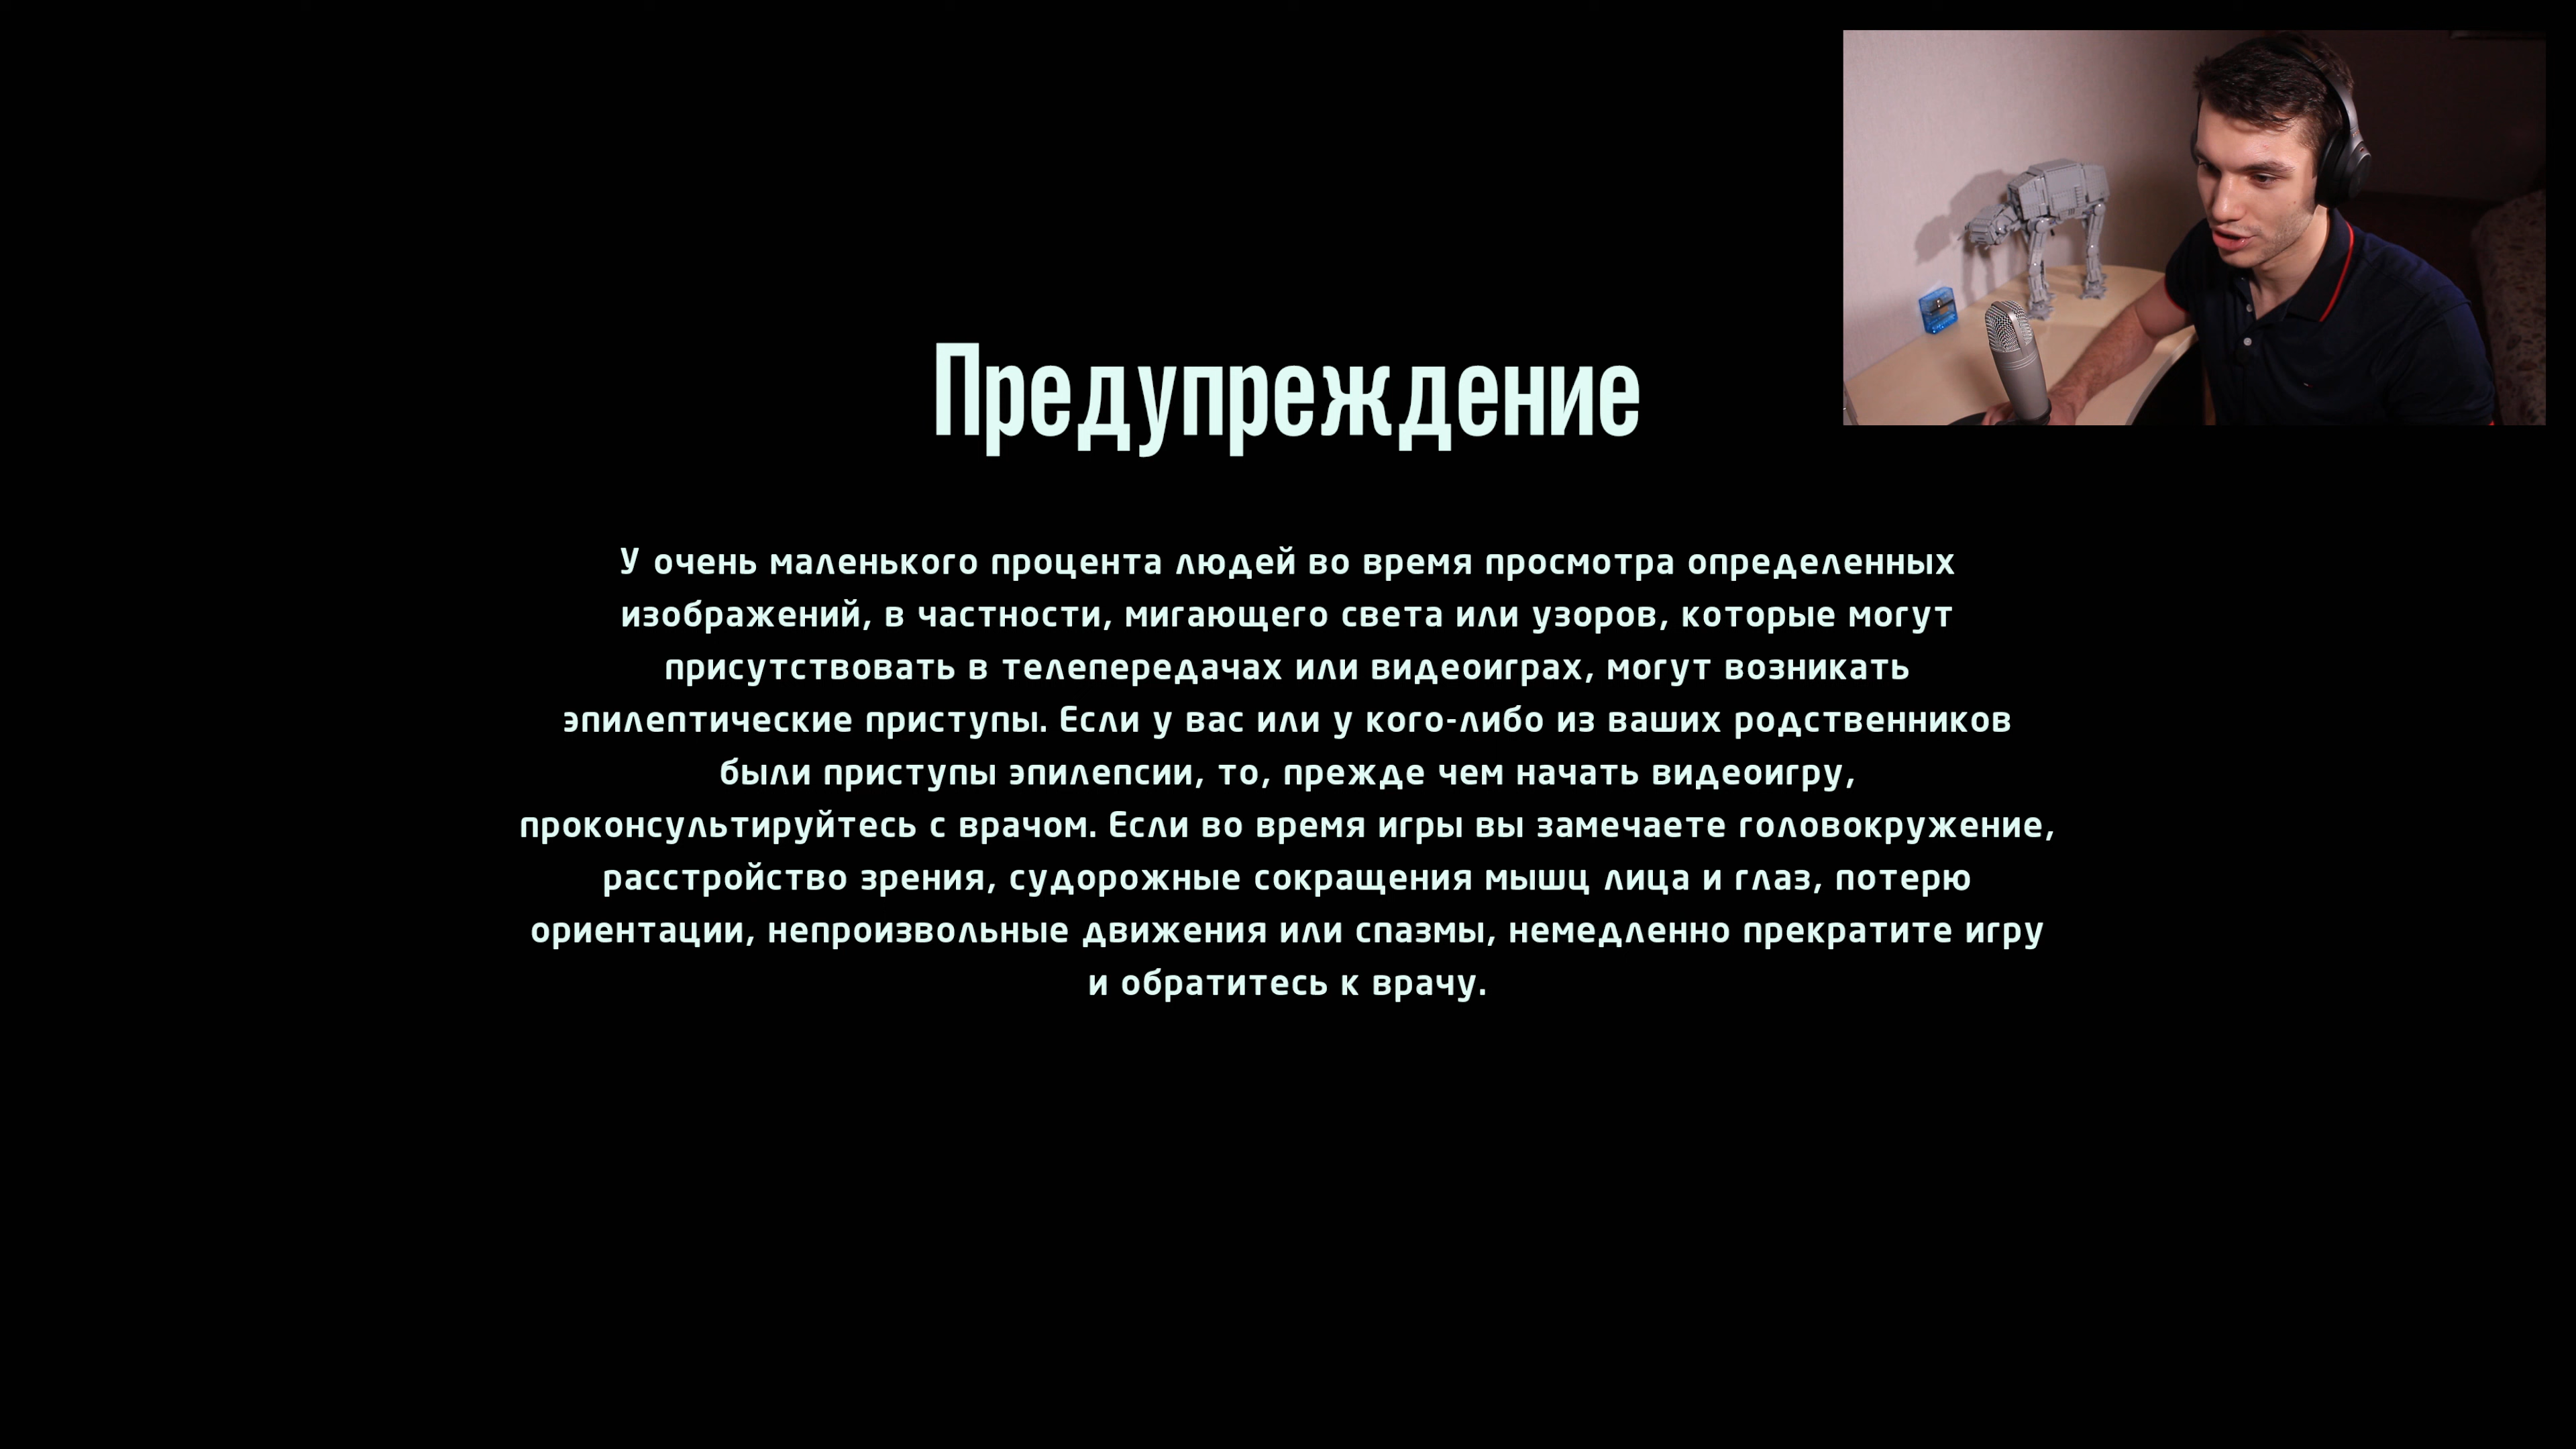 Предупреждение
У очень маленького процента людей во время просмотра определенных
изображений, в частности, мигающего света или узоров, которые могут
присутствовать в телепередачах или видеоиграх, могут возникать
эпилептические приступы. Если у вас или у кого-либо из ваших родственников
были приступы эпилепсии, то, прежде чем начать видеоигру,
проконсультируйтесь с врачом. Если во время игры вы замечаете головокружение,
расстройство зрения, судорожные сокращения мышц лица и глаз, потерю
ориентации, непроизвольные движения или спазмы, немедленно прекратите игру
и обратитесь к врачу.